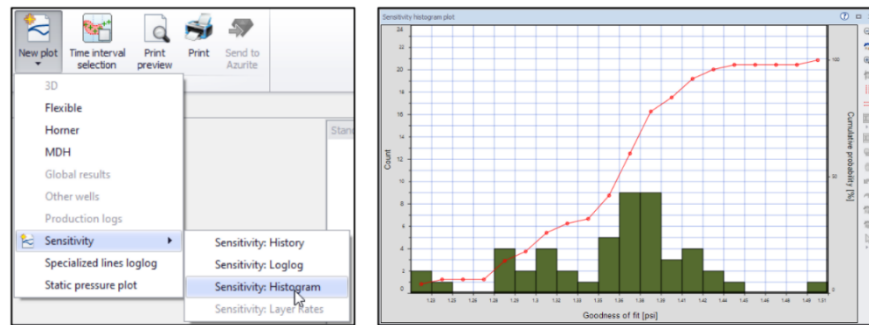 New plot
Time interval
selection
Print
preview
Print
Send to
Azurite
3D
Flexible
Horner
MDH
Global results
Other wells
Production logs
Sensitivity
Specialized lines loglog
Static pressure plot
Stand
Sensitivity: History
Sensitivity: Loglog
Sensitivity: Histogram
Sensitivity: Layer Rates
Sensitivity histogram plot
Count
24
22
20
18
16
14
12
10
8
6
4
2
0
Cumulative probability [%]
100
50
0
Goodness of fit [psi]